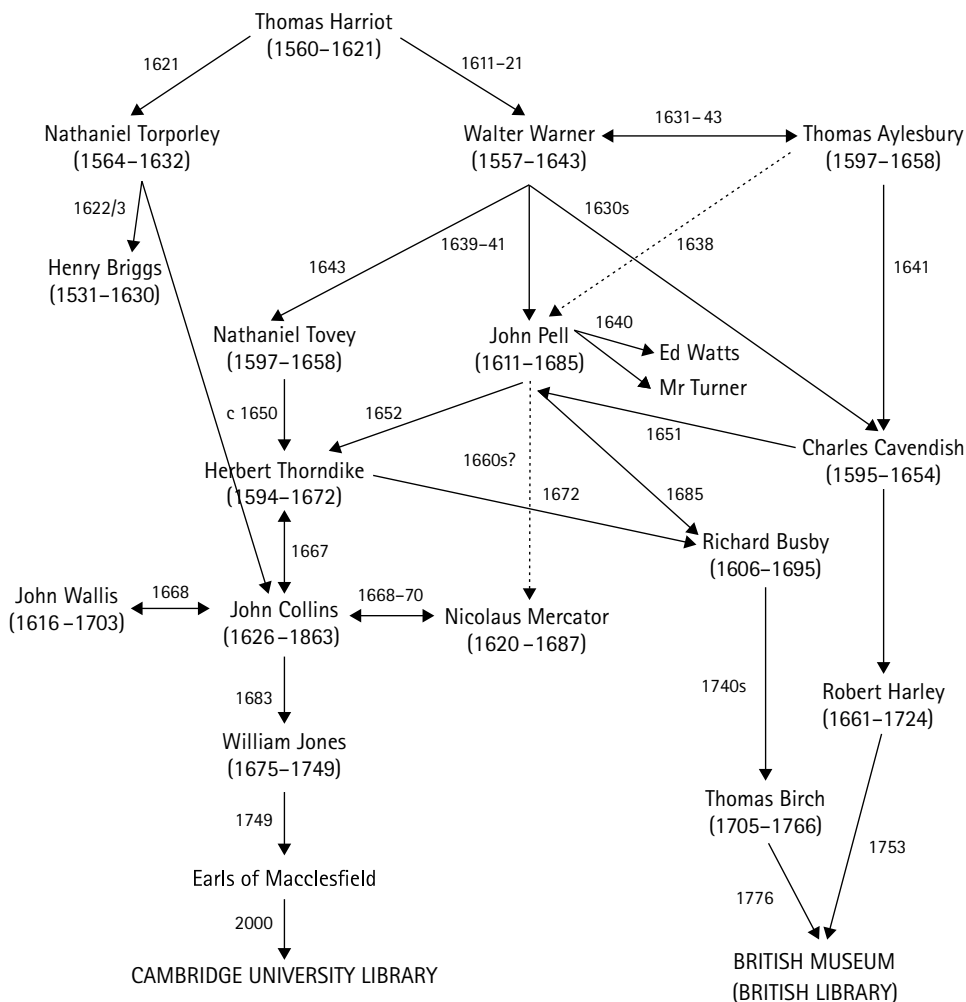 Thomas Harriot
(1560–1621)
1621
1611–21
Nathaniel Torporley
(1564–1632)
Walter Warner
(1557–1643)
1631–43
Thomas Aylesbury
(1597–1658)
1622/3
1630s
Henry Briggs
(1531–1630)
1643
1639–41
1638
1641
Nathaniel Tovey
(1597–1658)
John Pell
(1611–1685)
1640
Ed Watts
Mr Turner
c 1650
1652
1651
Charles Cavendish
(1595–1654)
Herbert Thorndike
(1594–1672)
1660s?
1672
1685
1667
Richard Busby
(1606–1695)
John Wallis
(1616–1703)
1668
John Collins
(1626–1863)
1668–70
Nicolaus Mercator
(1620–1687)
1683
1740s
Robert Harley
(1661–1724)
William Jones
(1675–1749)
Thomas Birch
(1705–1766)
1749
1753
Earls of Macclesfield
1776
2000
CAMBRIDGE UNIVERSITY LIBRARY
BRITISH MUSEUM
(BRITISH LIBRARY)